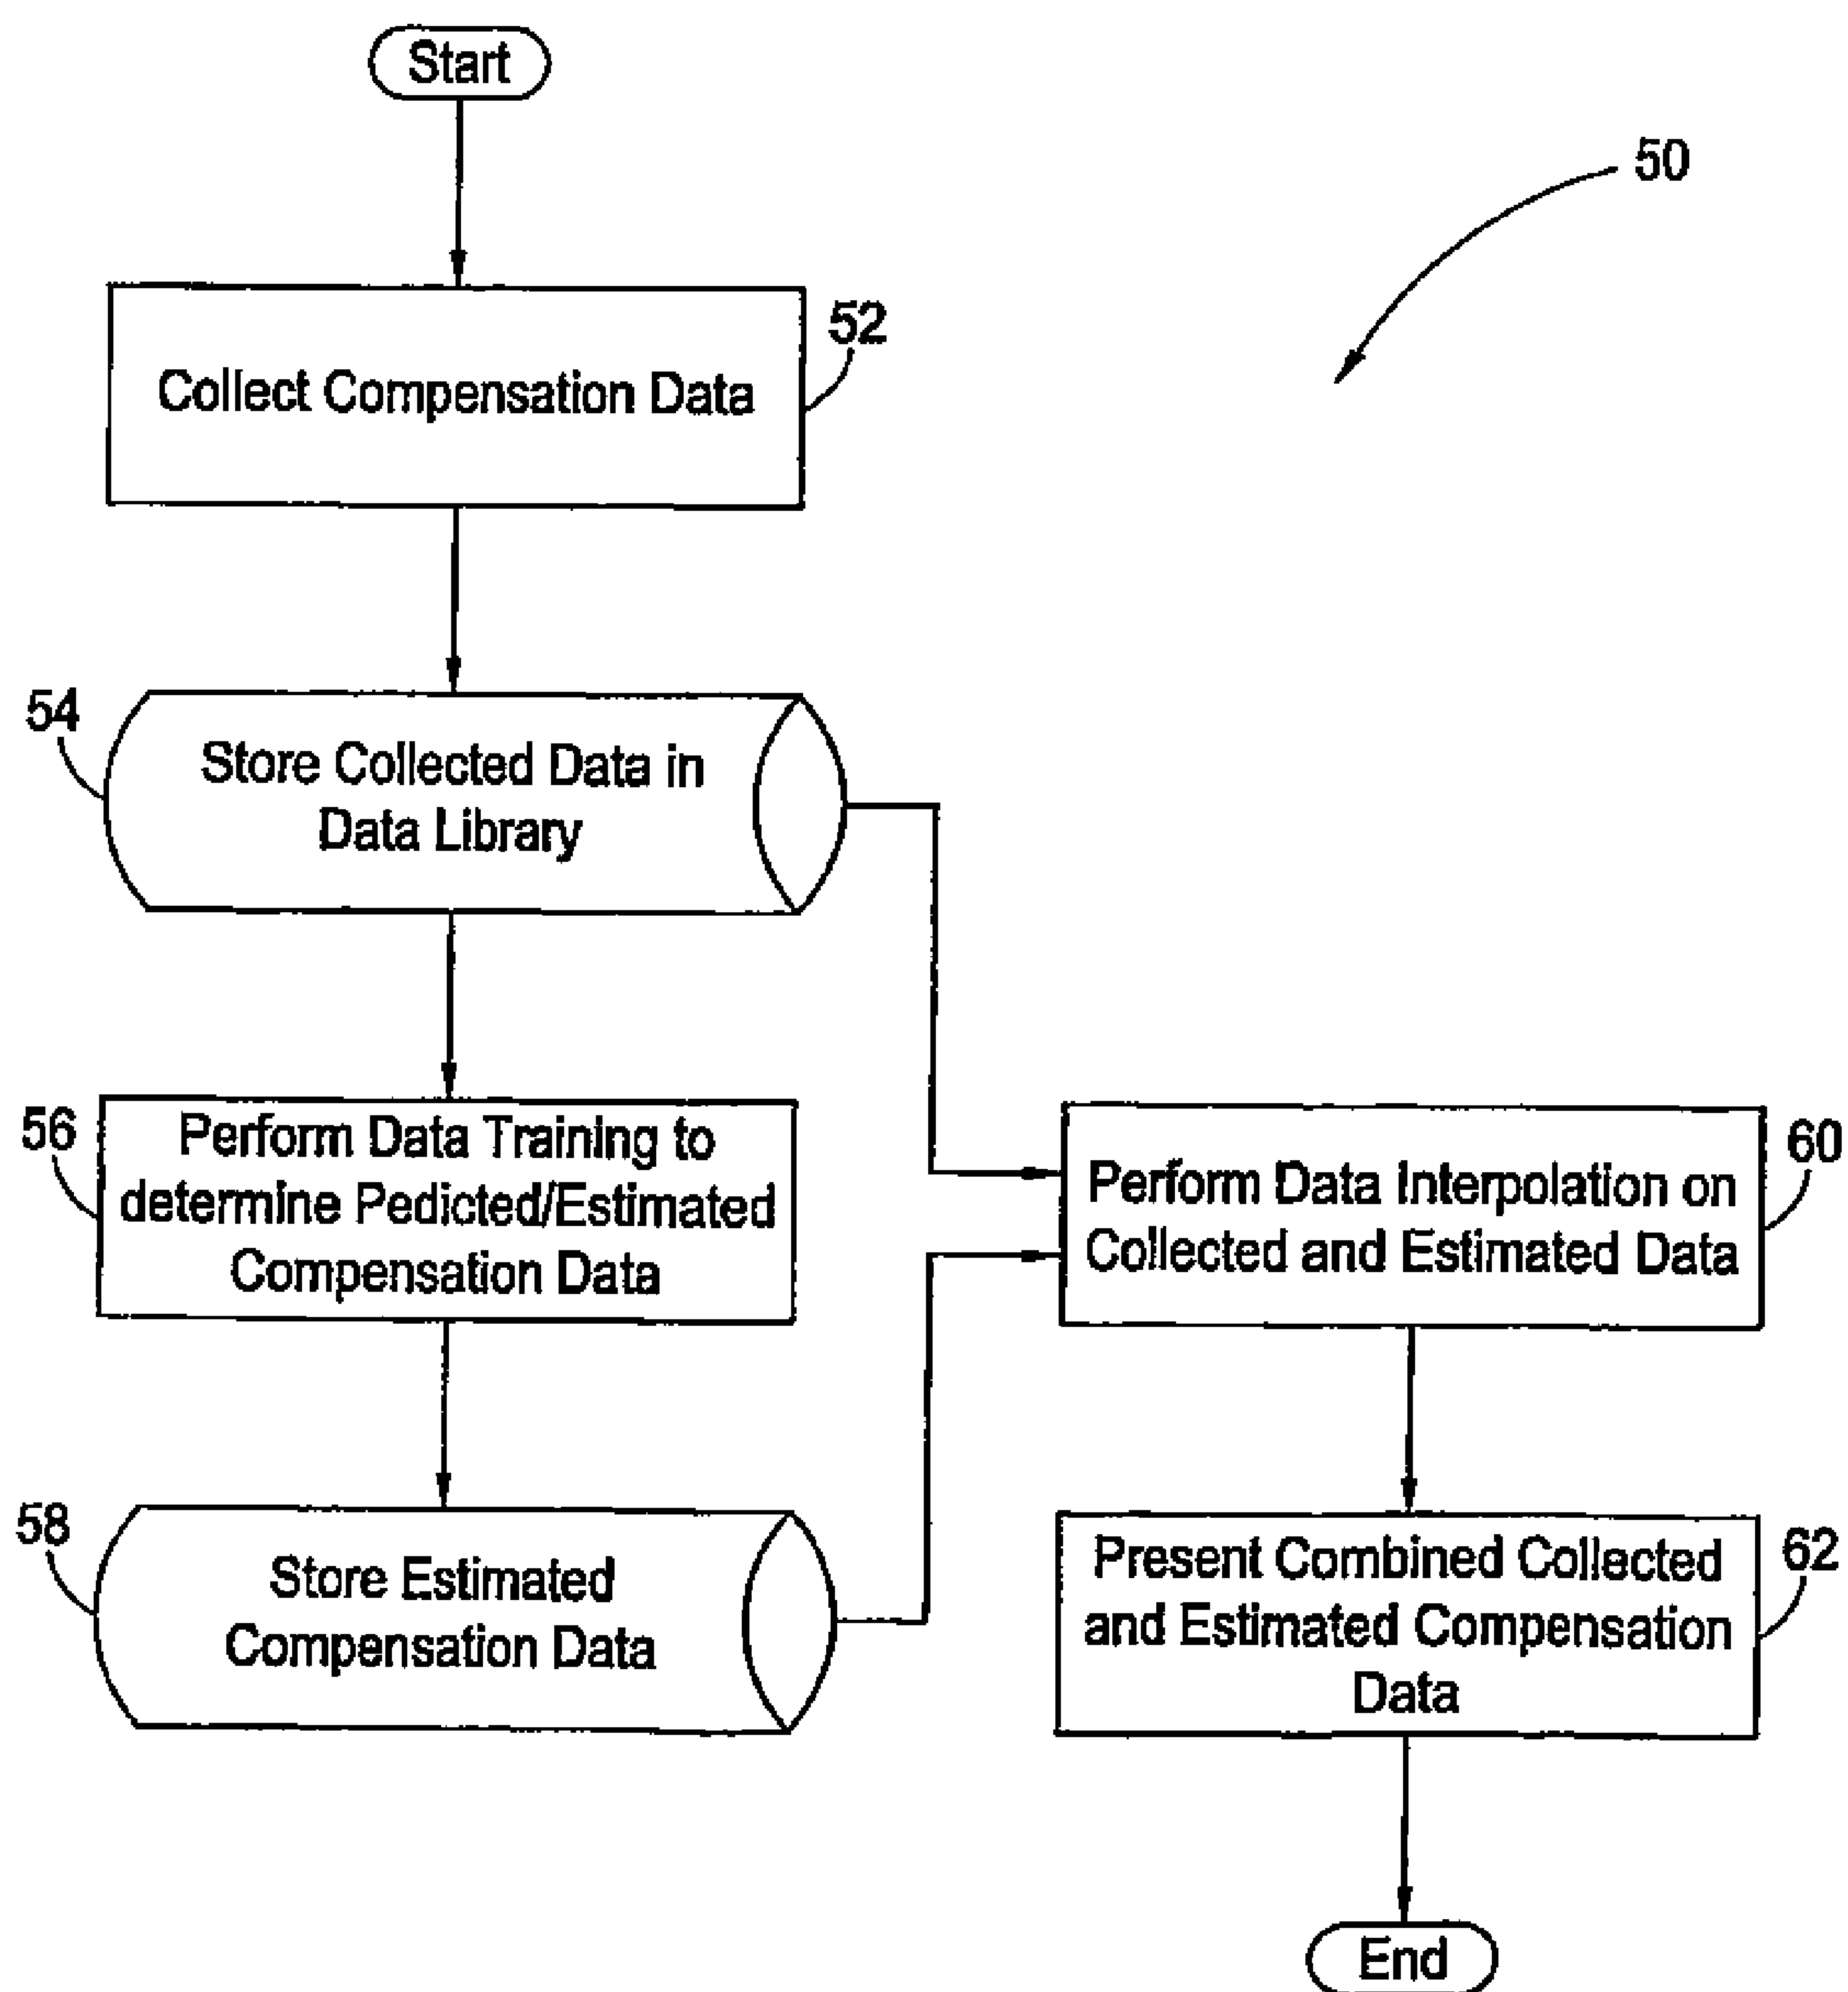 Start
50
52
Collect Compensation Data
54
Store Collected Data in
Data Library
56
Perform Data Training to
determine Pedicted/Estimated
Compensation Data
60
Perform Data Interpolation on
Collected and Estimated Data
58
Store Estimated
Compensation Data
62
Present Combined Collected
and Estimated Compensation
Data
End